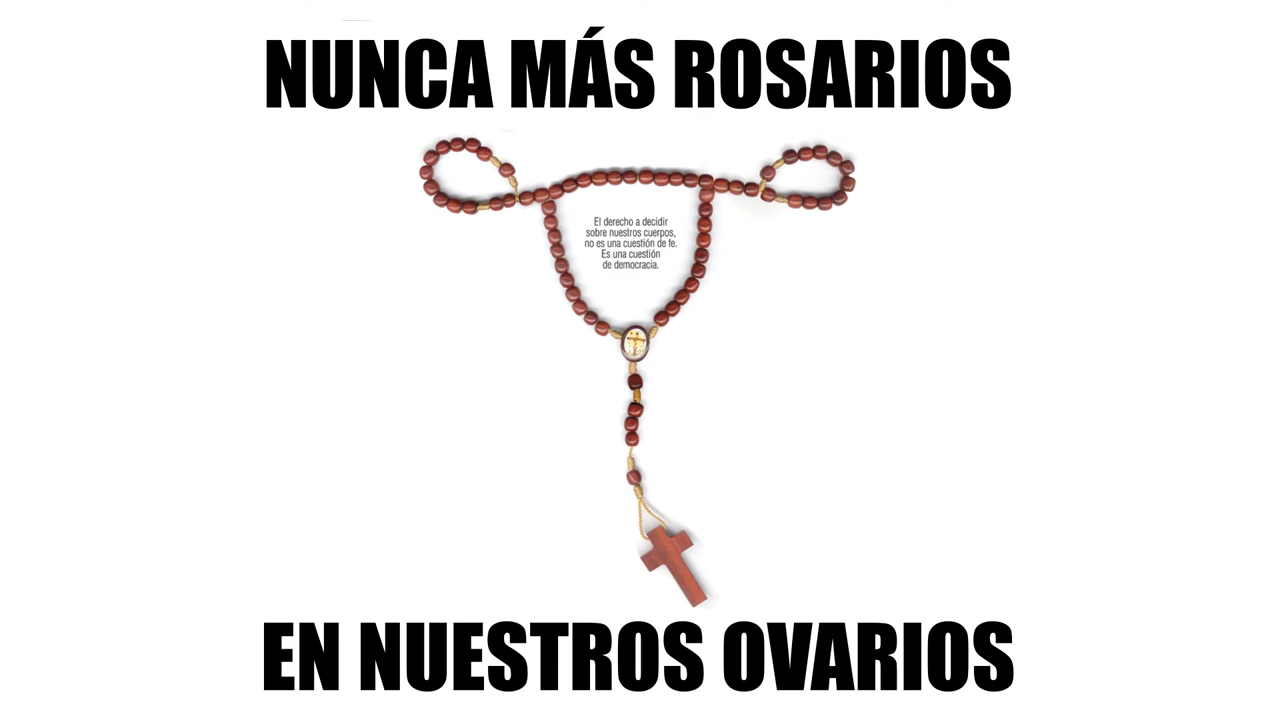 NUNCA MÁS ROSARIOS
El derecho a decidir
sobre nuestros cuerpos,
no es una cuestión de fe.
Es una cuestión
de democracia.
EN NUESTROS OVARIOS